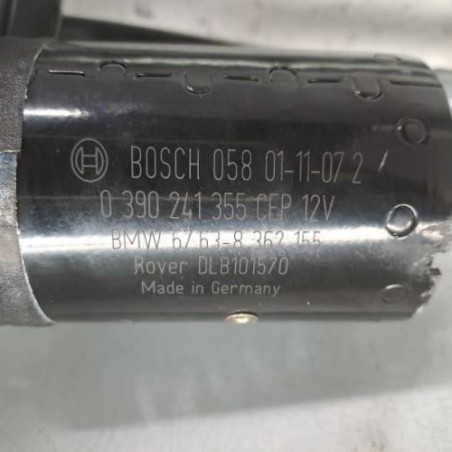 BOSCH 058 01-11-07 2
0 390 241 355 CEP 12V
BMW 67 63-8 362 155
Rover DLB101570
Made in Germany